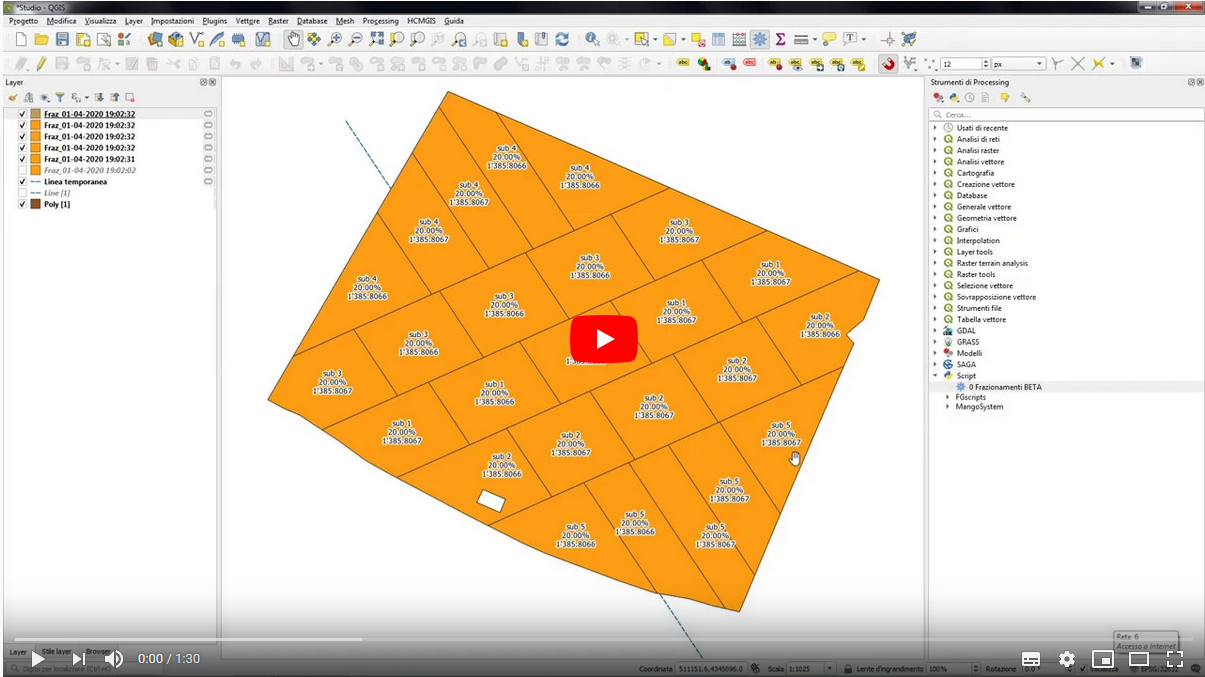 *Studio - QGIS
Progetto Modifica Visualizza Layer Impostazioni Plugins Vettore Raster Database Mesh Processing HCMGIS Guida
12 px
Layer
Fraz_01-04-2020 19:02:32
Fraz_01-04-2020 19:02:32
Fraz_01-04-2020 19:02:32
Fraz_01-04-2020 19:02:32
Fraz_01-04-2020 19:02:31
Fraz_01-04-2020 19:02:02
Linea temporanea
Line [1]
Poly [1]
sub 4
20.00%
1'385.8066
sub 4
20.00%
1'385.8066
sub 4
20.00%
1'385.8067
sub 4
20.00%
1'385.8067
sub 4
20.00%
1'385.8066
sub 3
20.00%
1'385.8067
sub 3
20.00%
1'385.8066
sub 3
20.00%
1'385.8066
sub 3
20.00%
1'385.8066
sub 3
20.00%
1'385.8067
sub 1
20.00%
1'385.8067
sub 1
20.00%
1'385.8067
sub 1
20.00%
1'385.8066
sub 1
20.00%
1'385.8067
sub 2
20.00%
1'385.8066
sub 2
20.00%
1'385.8067
sub 2
20.00%
1'385.8067
sub 2
20.00%
1'385.8067
sub 2
20.00%
1'385.8066
sub 5
20.00%
1'385.8067
sub 5
20.00%
1'385.8067
sub 5
20.00%
1'385.8066
sub 5
20.00%
1'385.8067
sub 5
20.00%
1'385.8066
Strumenti di Processing
Cerca...
Usati di recente
Analisi di reti
Analisi raster
Analisi vettore
Cartografia
Creazione vettore
Database
Generale vettore
Geometria vettore
Grafici
Interpolation
Layer tools
Raster terrain analysis
Raster tools
Selezione vettore
Sovrapposizione vettore
Strumenti file
Tabella vettore
GDAL
GRASS
Modelli
SAGA
Script
0 Frazionamenti BETA
FGscripts
MangoSystem
Rete 6
Accesso a Internet
Layer Stile layer Browser
0:00 / 1:30
Coordinata 511151.6,4345696.0 Scala 1:1025 Lente d'ingrandimento 100% Rotazione 0.0 °